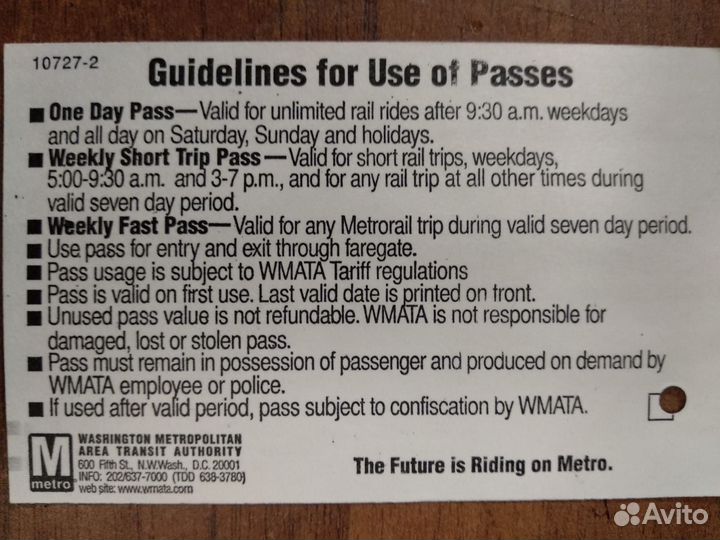 10727-2
Guidelines for Use of Passes
■ One Day Pass—Valid for unlimited rail rides after 9:30 a.m. weekdays
and all day on Saturday, Sunday and holidays.
■ Weekly Short Trip Pass—Valid for short rail trips, weekdays,
5:00-9:30 a.m. and 3-7 p.m., and for any rail trip at all other times during
valid seven day period.
■ Weekly Fast Pass—Valid for any Metrorail trip during valid seven day period.
■ Use pass for entry and exit through faregate.
■ Pass usage is subject to WMATA Tariff regulations
■ Pass is valid on first use. Last valid date is printed on front.
■ Unused pass value is not refundable. WMATA is not responsible for
damaged, lost or stolen pass.
■ Pass must remain in possession of passenger and produced on demand by
WMATA employee or police.
■ If used after valid period, pass subject to confiscation by WMATA.
M
metro
WASHINGTON METROPOLITAN
AREA TRANSIT AUTHORITY
600 Fifth St., N.W.Wash., D.C. 20001
INFO: 202/637-7000 (TDD 638-3780)
web site: www.wmata.com
The Future is Riding on Metro.
Avito